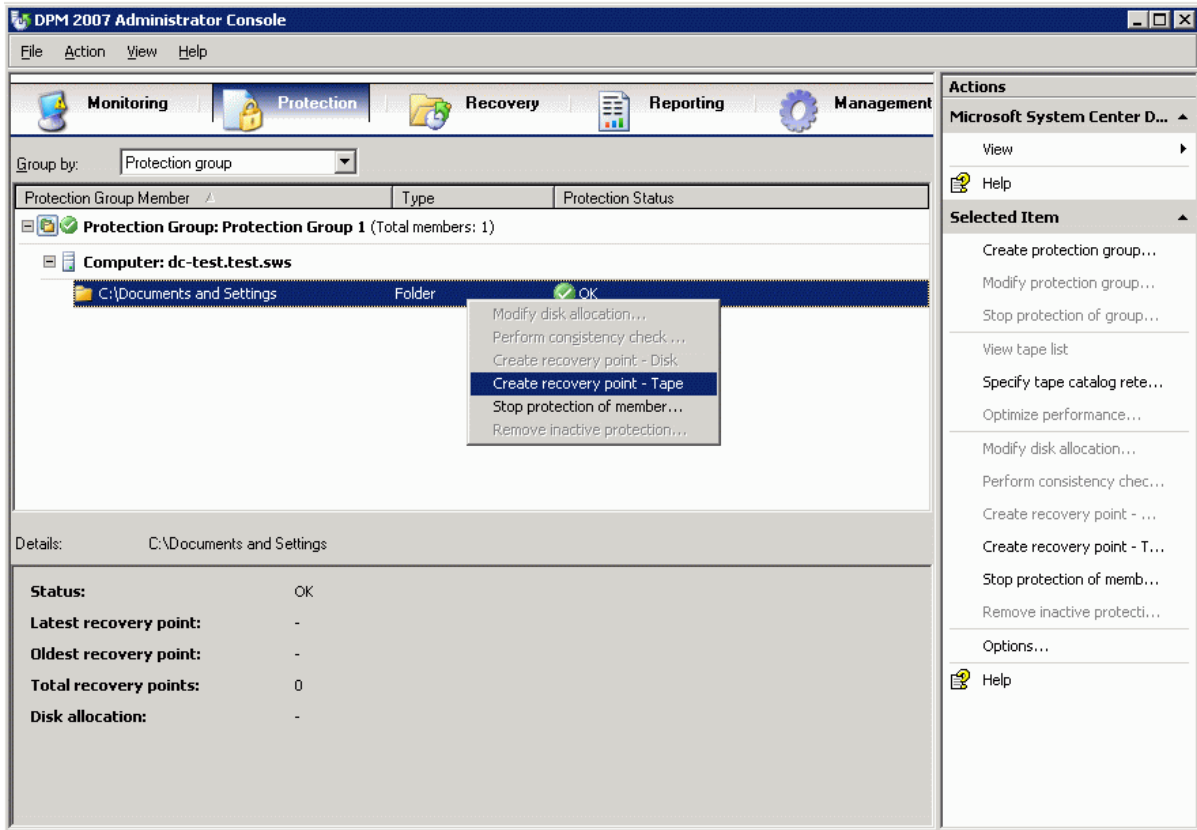 DPM 2007 Administrator Console
File Action View Help
Monitoring Protection Recovery Reporting Management
Group by: Protection group
Protection Group Member Type Protection Status
Protection Group: Protection Group 1 (Total members: 1)
Computer: dc-test.test.sws
C:\Documents and Settings Folder OK
Modify disk allocation...
Perform consistency check ...
Create recovery point - Disk
Create recovery point - Tape
Stop protection of member...
Remove inactive protection...
Details: C:\Documents and Settings
Status: OK
Latest recovery point: -
Oldest recovery point: -
Total recovery points: 0
Disk allocation: -
Actions
Microsoft System Center D...
View
Help
Selected Item
Create protection group...
Modify protection group...
Stop protection of group...
View tape list
Specify tape catalog rete...
Optimize performance...
Modify disk allocation...
Perform consistency chec...
Create recovery point - ...
Create recovery point - T...
Stop protection of memb...
Remove inactive protecti...
Options...
Help